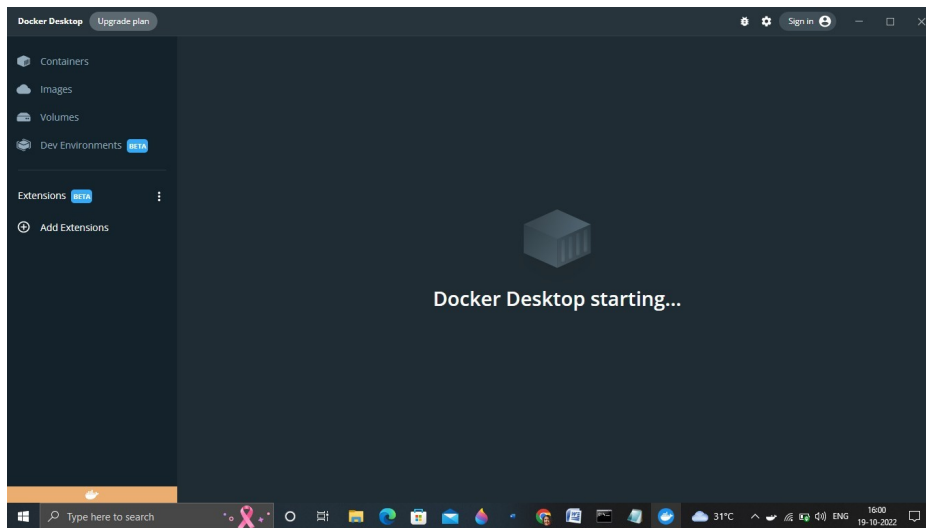 Docker Desktop Upgrade plan Sign in
Containers
Images
Volumes
Dev Environments BETA
Extensions BETA
Add Extensions
Docker Desktop starting...
Type here to search 31°C ENG 16:00
19-10-2022